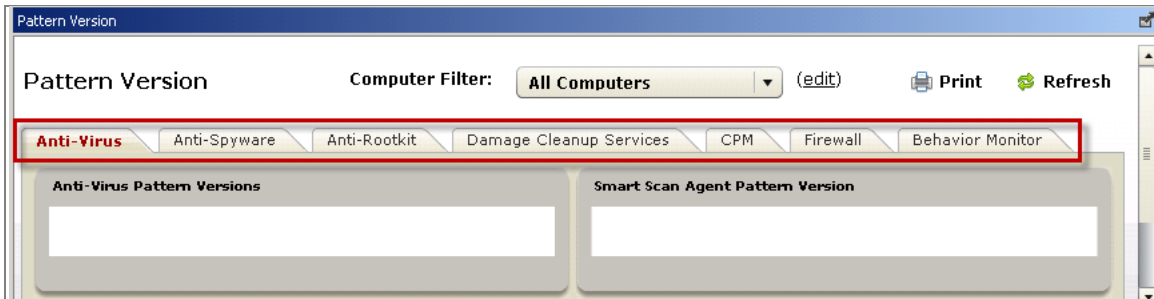 Pattern Version
Pattern Version Computer Filter: All Computers (edit) Print Refresh
Anti-Virus Anti-Spyware Anti-Rootkit Damage Cleanup Services CPM Firewall Behavior Monitor
Anti-Virus Pattern Versions Smart Scan Agent Pattern Version